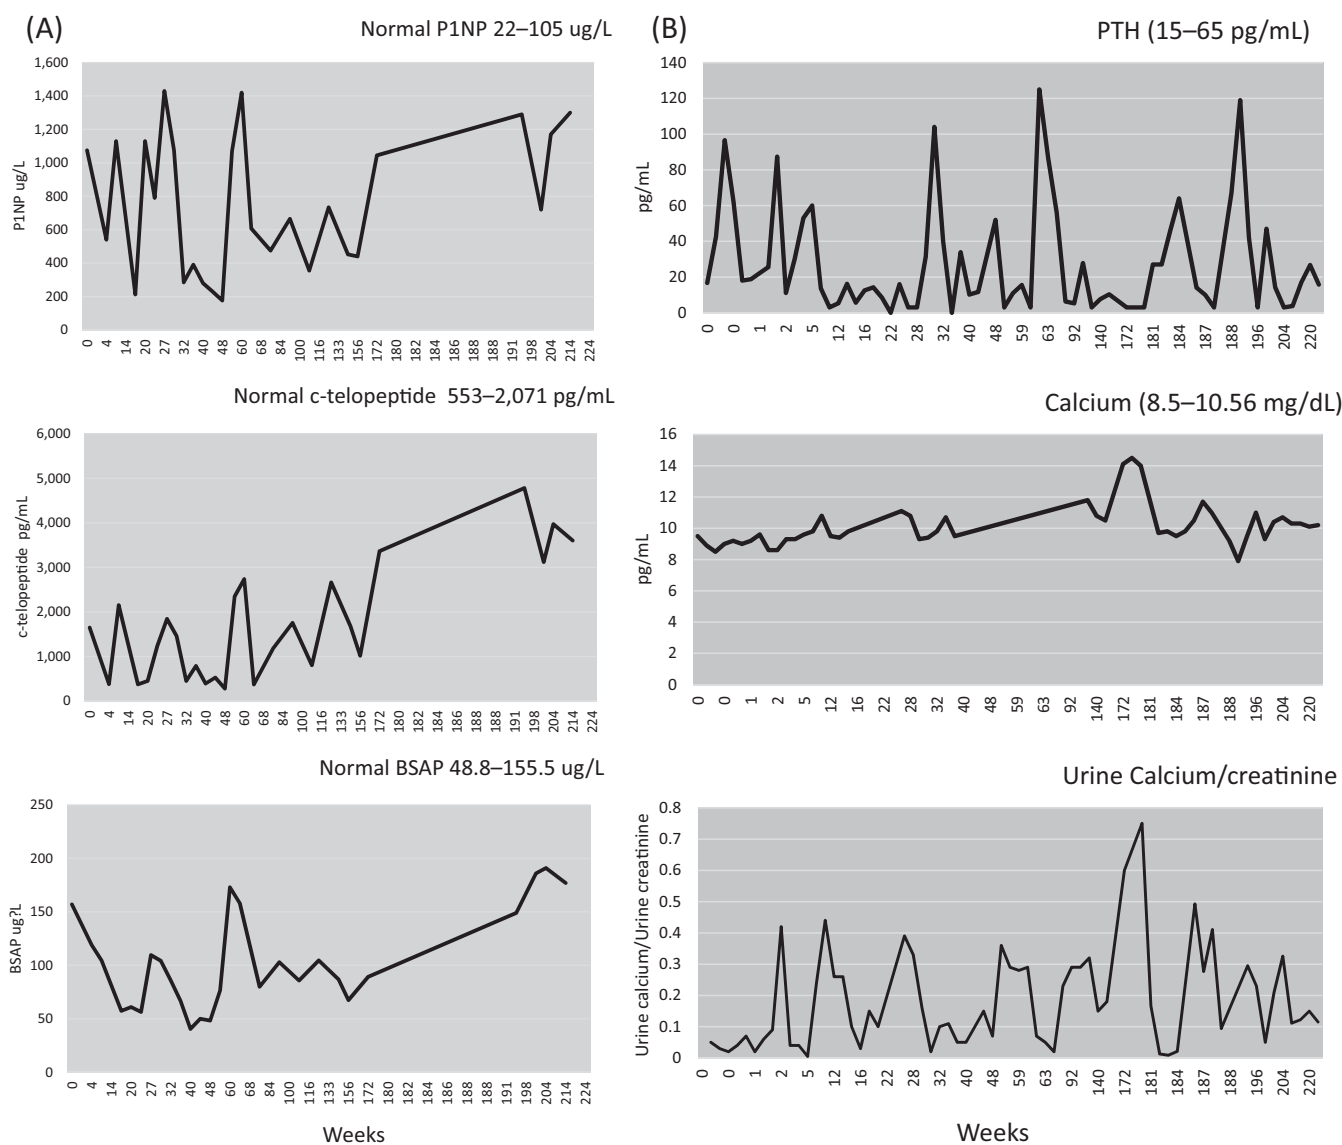 (A)
Normal P1NP 22–105 ug/L
P1NP ug/L
1,600
1,400
1,200
1,000
800
600
400
200
0
0 4 14 20 27 32 40 48 60 68 84 100 116 133 156 172 180 182 184 186 188 191 198 204 214 224
Normal c-telopeptide 553–2,071 pg/mL
c-telopeptide pg/mL
6,000
5,000
4,000
3,000
2,000
1,000
0
0 4 14 20 27 32 40 48 60 68 84 100 116 133 156 172 180 182 184 186 188 191 198 204 214 224
Normal BSAP 48.8–155.5 ug/L
BSAP ug?L
250
200
150
100
50
0
0 4 14 20 27 32 40 48 60 68 84 100 116 133 156 172 180 182 184 186 188 191 198 204 214 224
Weeks
(B)
PTH (15–65 pg/mL)
pg/mL
140
120
100
80
60
40
20
0
0 0 1 2 5 12 16 22 28 32 40 48 59 63 92 140 172 181 184 187 188 196 204 220
Calcium (8.5–10.56 mg/dL)
pg/mL
16
14
12
10
8
6
4
2
0
0 0 1 2 5 12 16 22 28 32 40 48 59 63 92 140 172 181 184 187 188 196 204 220
Urine Calcium/creatinine
Urine calcium/Urine creatinine
0.8
0.7
0.6
0.5
0.4
0.3
0.2
0.1
0
0 0 1 2 5 12 16 22 28 32 40 48 59 63 92 140 172 181 184 187 188 196 204 220
Weeks